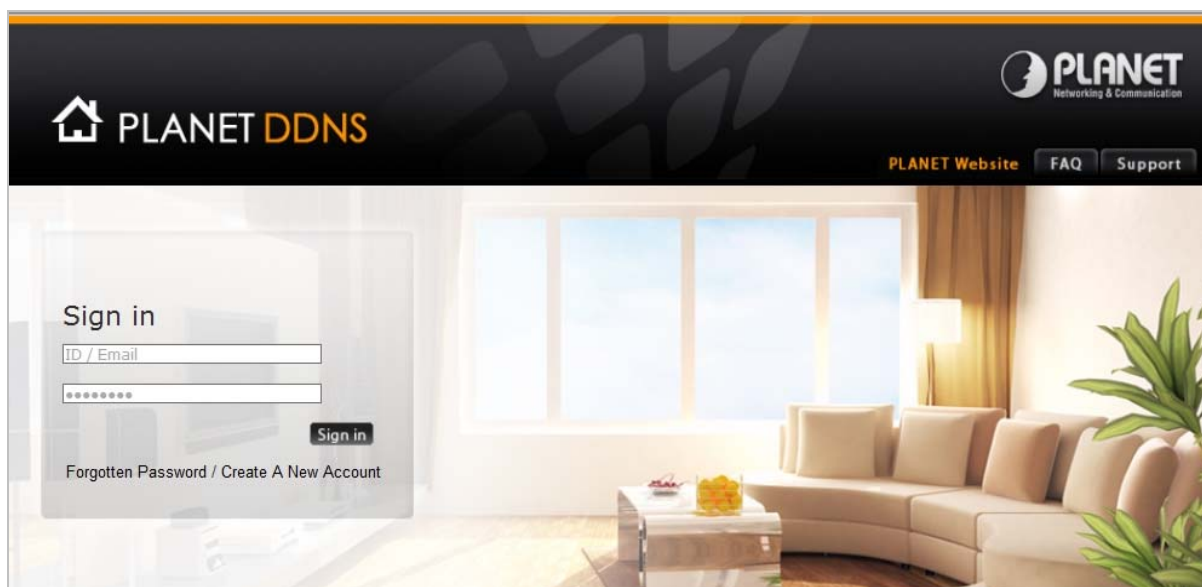 PLANET
Networking & Communication
PLANET DDNS
PLANET Website FAQ Support
Sign in
ID / Email
••••••••
Sign in
Forgotten Password / Create A New Account